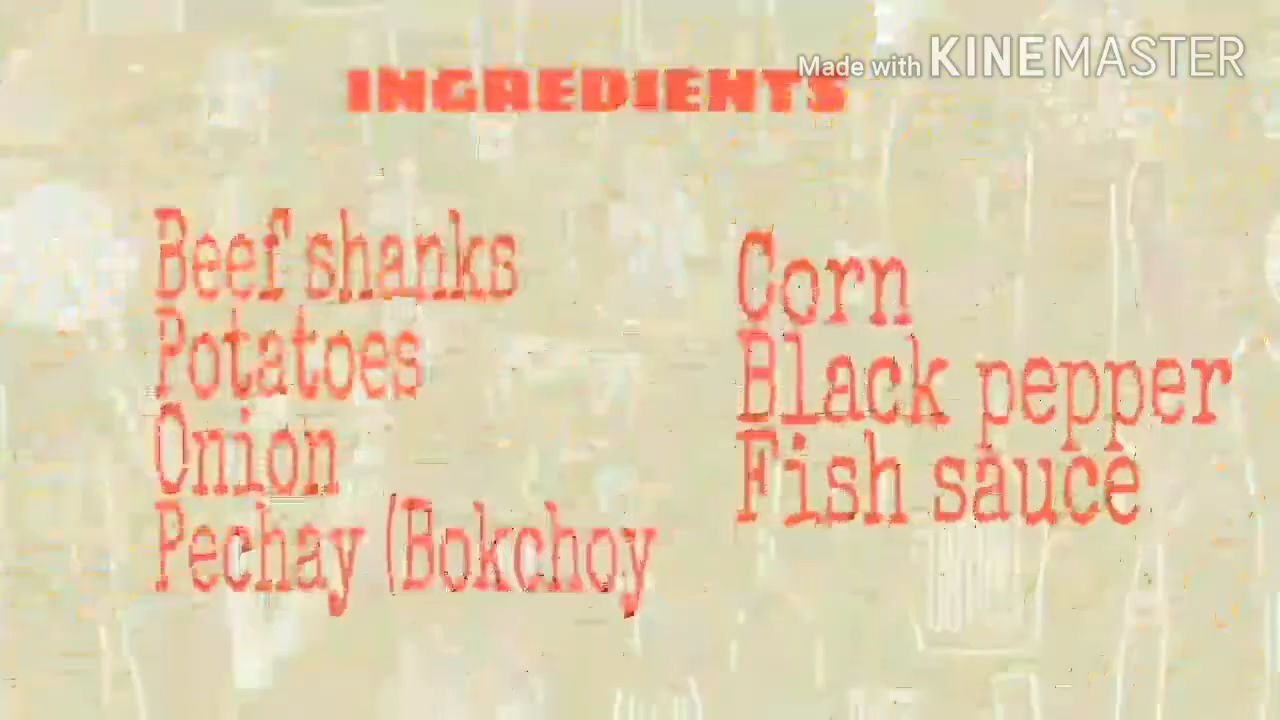 Made with KINEMASTER
INGREDIENTS
Beef shanks
Potatoes
Onion
Pechay (Bokchoy
Corn
Black pepper
Fish sauce